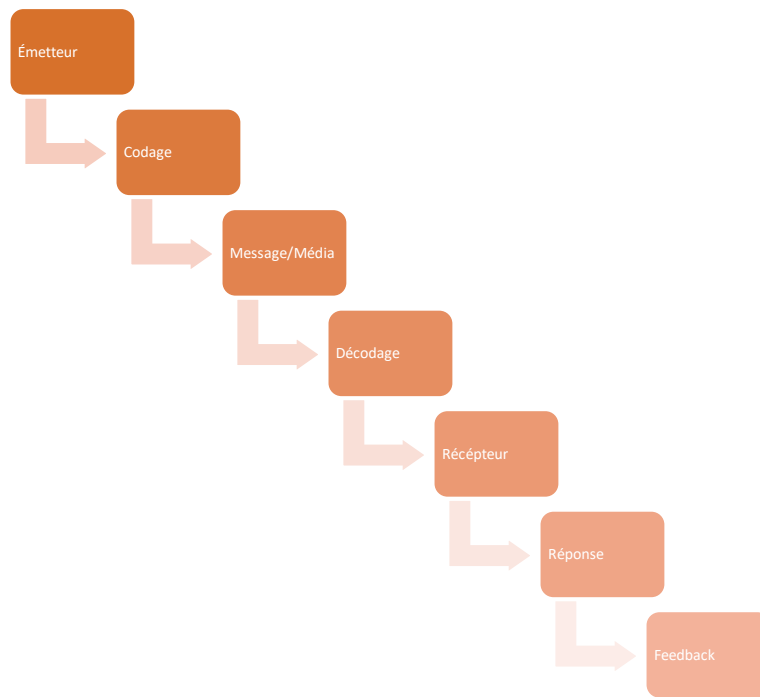 Émetteur
Codage
Message/Média
Décodage
Récépteur
Réponse
Feedback